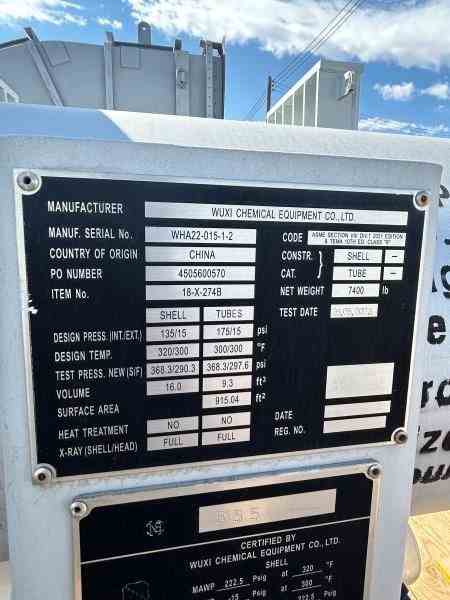 MANUFACTURER WUXI CHEMICAL EQUIPMENT CO.,LTD.
MANUF. SERIAL No. WHA22-015-1-2 CODE ASME SECTION VIII DIV.1 2021 EDITION & TEMA 10TH ED. CLASS "R"
COUNTRY OF ORIGIN CHINA CONSTR. SHELL –
PO NUMBER 4505600570 CAT. TUBE –
ITEM No. 18-X-274B NET WEIGHT 7400 lb
TEST DATE
SHELL TUBES
DESIGN PRESS. (INT./EXT.) 135/15 175/15 psi
DESIGN TEMP. 320/300 300/300 °F
TEST PRESS. NEW (S/F) 368.3/290.3 368.3/297.6 psi
VOLUME 16.0 9.3 ft³
SURFACE AREA 915.04 ft²
HEAT TREATMENT NO NO DATE
X-RAY (SHELL/HEAD) FULL FULL REG. NO.
CERTIFIED BY
WUXI CHEMICAL EQUIPMENT CO., LTD.
SHELL
MAWP 232.5 Psig at 320 °F
-15 Psig at 300 °F